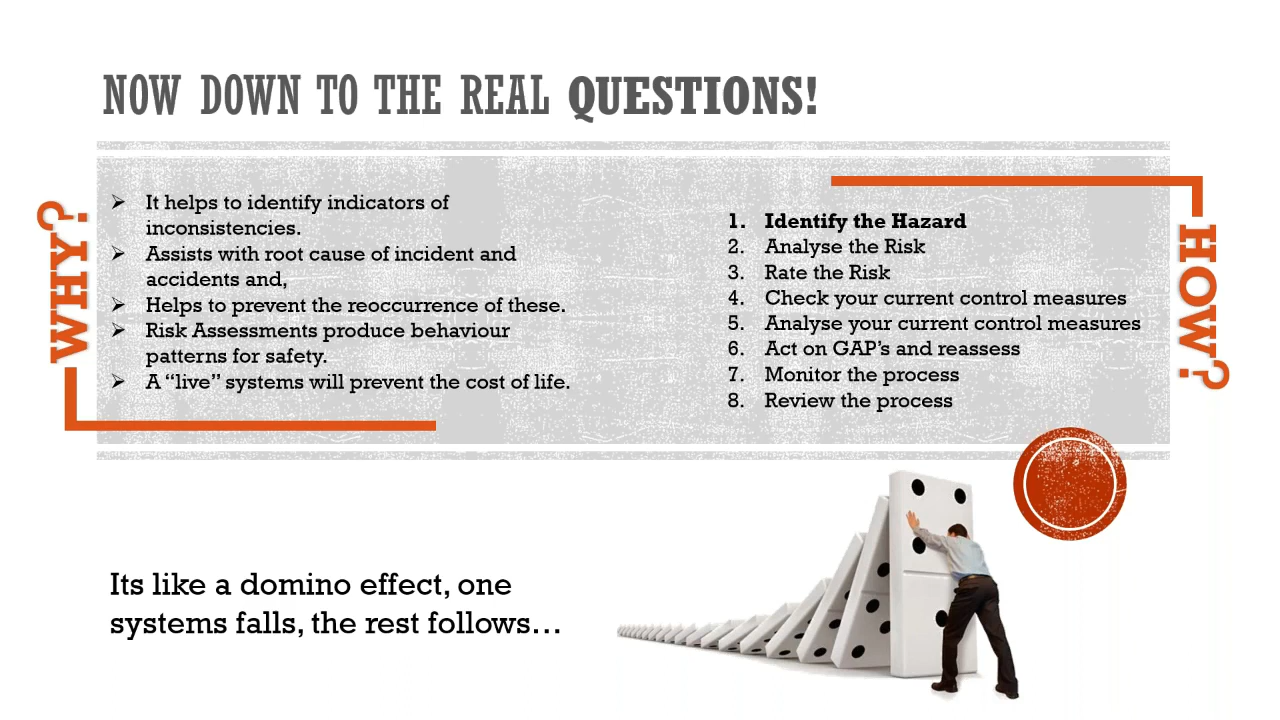 NOW DOWN TO THE REAL QUESTIONS!
WHY?
➢ It helps to identify indicators of
inconsistencies.
➢ Assists with root cause of incident and
accidents and,
➢ Helps to prevent the reoccurrence of these.
➢ Risk Assessments produce behaviour
patterns for safety.
➢ A “live” systems will prevent the cost of life.
HOW?
1. Identify the Hazard
2. Analyse the Risk
3. Rate the Risk
4. Check your current control measures
5. Analyse your current control measures
6. Act on GAP’s and reassess
7. Monitor the process
8. Review the process
Its like a domino effect, one
systems falls, the rest follows…